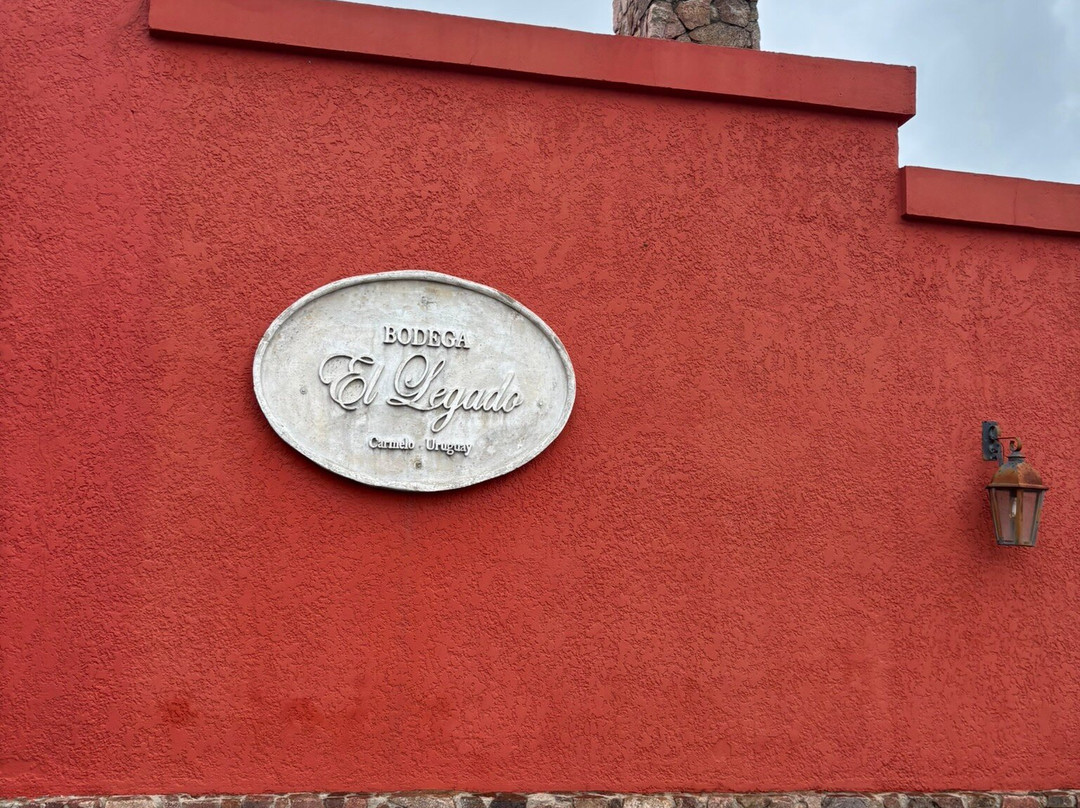 BODEGA
El Legado
Carmelo . Uruguay